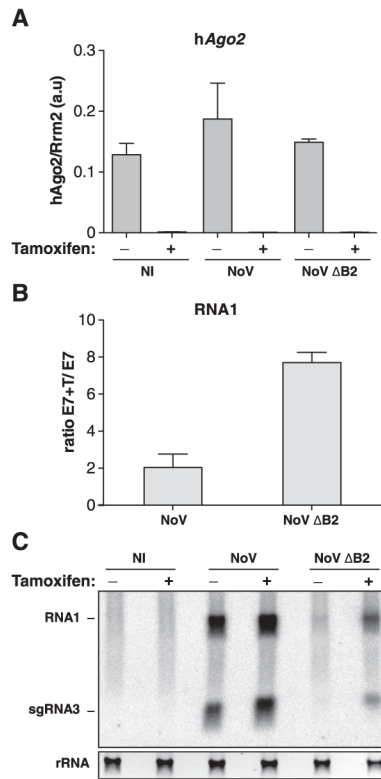 A
hAgo2
hAgo2/Rrm2 (a.u)
0.3
0.2
0.1
0
Tamoxifen: – + – + – +
NI NoV NoV ΔB2
B
RNA1
ratio E7+T/ E7
10
8
6
4
2
0
NoV NoV ΔB2
C
NI NoV NoV ΔB2
Tamoxifen: – + – + – +
RNA1 –
sgRNA3 –
rRNA